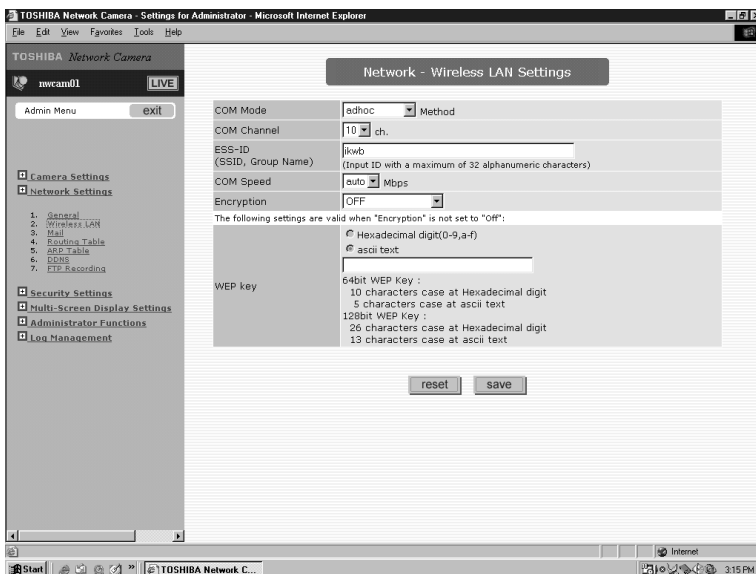 TOSHIBA Network Camera - Settings for Administrator - Microsoft Internet Explorer
File Edit View Favorites Tools Help
TOSHIBA Network Camera
nwcam01 LIVE
Admin Menu exit
Camera Settings
Network Settings
1. General
2. Wireless LAN
3. Mail
4. Routing Table
5. ARP Table
6. DDNS
7. FTP Recording
Security Settings
Multi-Screen Display Settings
Administrator Functions
Log Management
Network - Wireless LAN Settings
COM Mode adhoc Method
COM Channel 10 ch.
ESS-ID
(SSID, Group Name)
ikwb
(Input ID with a maximum of 32 alphanumeric characters)
COM Speed auto Mbps
Encryption OFF
The following settings are valid when "Encryption" is not set to "Off":
WEP key
Hexadecimal digit(0-9,a-f)
ascii text
64bit WEP Key :
10 characters case at Hexadecimal digit
5 characters case at ascii text
128bit WEP Key :
26 characters case at Hexadecimal digit
13 characters case at ascii text
reset save
Internet
Start » TOSHIBA Network C... 3:15 PM